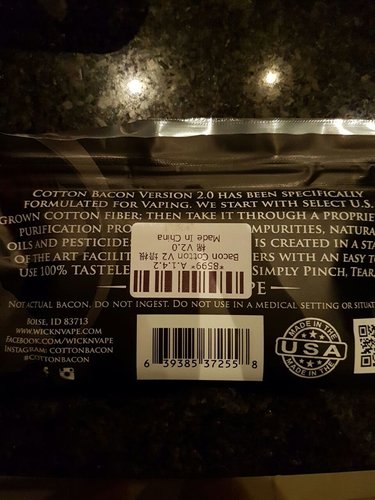 COTTON BACON VERSION 2.0 HAS BEEN SPECIFICALLY
FORMULATED FOR VAPING. WE START WITH SELECT U.S.
GROWN COTTON FIBER; THEN TAKE IT THROUGH A PROPRIE
PURIFICATION PRO MPURITIES, NATURA
OILS AND PESTICIDE IS CREATED IN A STA
OF THE ART FACILIT ERS WITH AN EASY TO
USE 100% TASTELE SIMPLY PINCH, TEAR
PE
Bacon Cotton V2
棉 V2.0
Made in China
*8599* A.1.4.2
NOT ACTUAL BACON. DO NOT INGEST. DO NOT USE IN A MEDICAL SETTING OR SITUAT
BOISE, ID 83713
WWW.WICKNVAPE.COM
FACEBOOK.COM/WICKNVAPE
INSTAGRAM: COTTONBACON
#COTTONBACON
6 39385 37255 8
MADE IN THE
USA
MADE IN THE